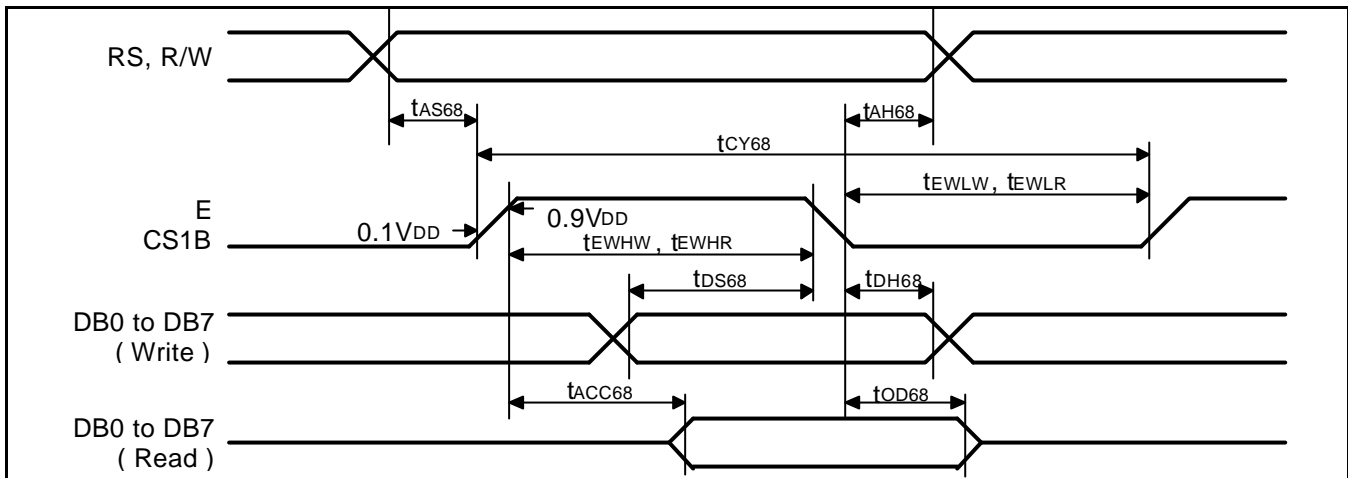 RS, R/W
tAS68
tAH68
tCY68
tEWLW, tEWLR
E
CS1B
0.1VDD
0.9VDD
tEWHW, tEWHR
tDS68
tDH68
DB0 to DB7
( Write )
tACC68
tOD68
DB0 to DB7
( Read )